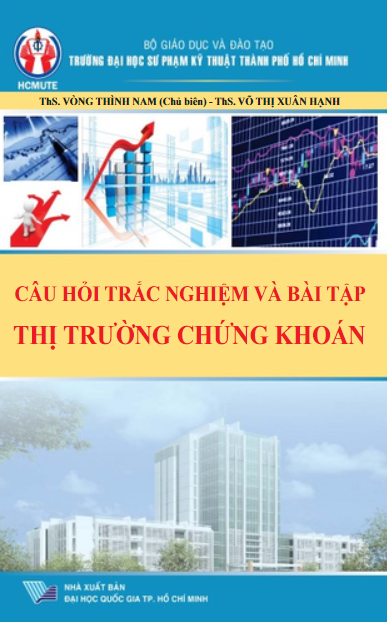 BỘ GIÁO DỤC VÀ ĐÀO TẠO
TRƯỜNG ĐẠI HỌC SƯ PHẠM KỸ THUẬT THÀNH PHỐ HỒ CHÍ MINH
HCMUTE
ThS. VÒNG THÌNH NAM (Chủ biên) - ThS. VÕ THỊ XUÂN HẠNH
CÂU HỎI TRẮC NGHIỆM VÀ BÀI TẬP
THỊ TRƯỜNG CHỨNG KHOÁN
NHÀ XUẤT BẢN
ĐẠI HỌC QUỐC GIA TP. HỒ CHÍ MINH